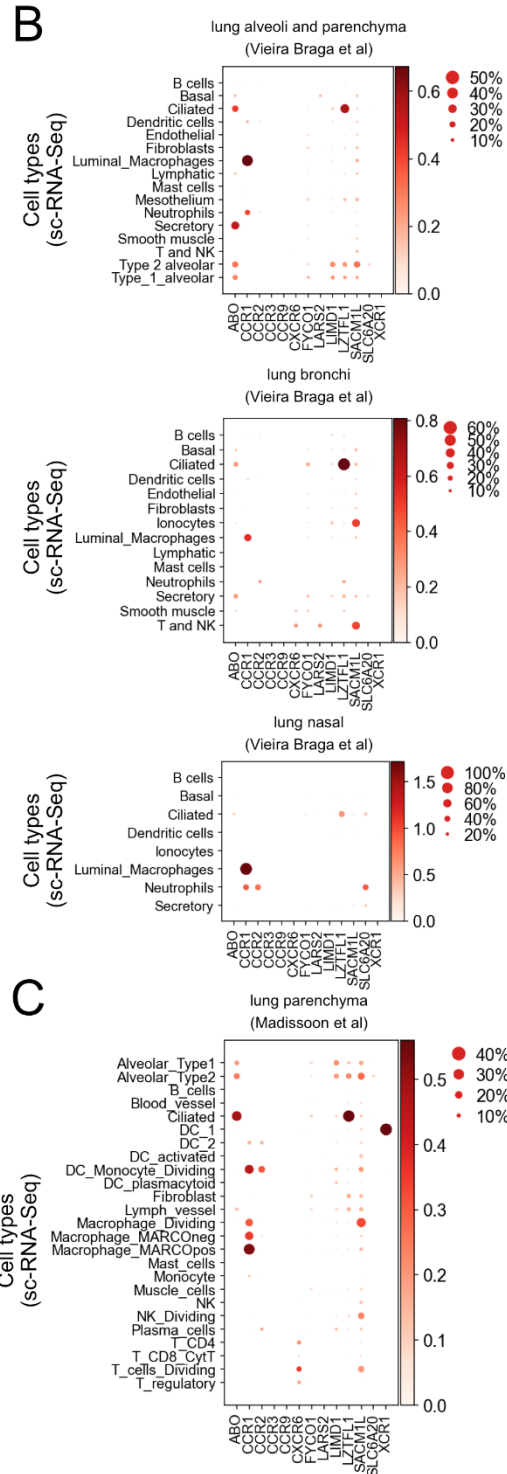 B
lung alveoli and parenchyma
(Vieira Braga et al)
Cell types
(sc-RNA-Seq)
B cells
Basal
Ciliated
Dendritic cells
Endothelial
Fibroblasts
Luminal_Macrophages
Lymphatic
Mast cells
Mesothelium
Neutrophils
Secretory
Smooth muscle
T and NK
Type 2 alveolar
Type_1_alveolar
ABO
CCR1
CCR2
CCR3
CCR9
CXCR6
FYCO1
LARS2
LIMD1
LZTFL1
SACM1L
SLC6A20
XCR1
0.6
0.4
0.2
0.0
50%
40%
30%
20%
10%
lung bronchi
(Vieira Braga et al)
Cell types
(sc-RNA-Seq)
B cells
Basal
Ciliated
Dendritic cells
Endothelial
Fibroblasts
Ionocytes
Luminal_Macrophages
Lymphatic
Mast cells
Neutrophils
Secretory
Smooth muscle
T and NK
ABO
CCR1
CCR2
CCR3
CCR9
CXCR6
FYCO1
LARS2
LIMD1
LZTFL1
SACM1L
SLC6A20
XCR1
0.8
0.6
0.4
0.2
0.0
60%
50%
40%
30%
20%
10%
lung nasal
(Vieira Braga et al)
Cell types
(sc-RNA-Seq)
B cells
Basal
Ciliated
Dendritic cells
Ionocytes
Luminal_Macrophages
Neutrophils
Secretory
ABO
CCR1
CCR2
CCR3
CCR9
CXCR6
FYCO1
LARS2
LIMD1
LZTFL1
SACM1L
SLC6A20
XCR1
1.5
1.0
0.5
0.0
100%
80%
60%
40%
20%
C
lung parenchyma
(Madissoon et al)
Cell types
(sc-RNA-Seq)
Alveolar_Type1
Alveolar_Type2
B_cells
Blood_vessel
Ciliated
DC_1
DC_2
DC_activated
DC_Monocyte_Dividing
DC_plasmacytoid
Fibroblast
Lymph_vessel
Macrophage_Dividing
Macrophage_MARCOneg
Macrophage_MARCOpos
Mast_cells
Monocyte
Muscle_cells
NK
NK_Dividing
Plasma_cells
T_CD4
T_CD8_CytT
T_cells_Dividing
T_regulatory
ABO
CCR1
CCR2
CCR3
CCR9
CXCR6
FYCO1
LARS2
LIMD1
LZTFL1
SACM1L
SLC6A20
XCR1
0.5
0.4
0.3
0.2
0.1
0.0
40%
30%
20%
10%